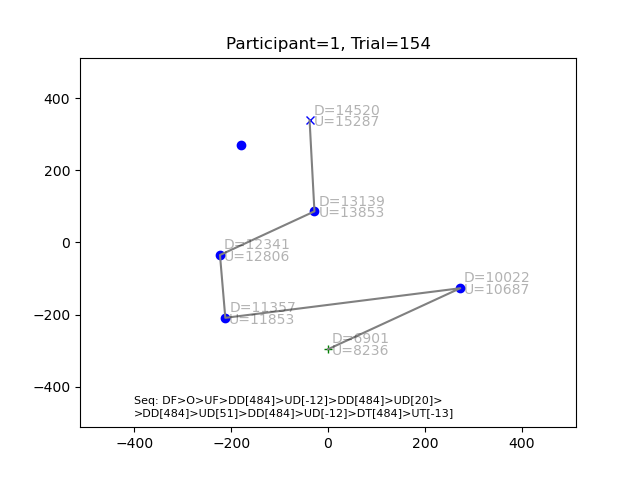 Participant=1, Trial=154
400
200
0
−200
−400
D=14520
U=15287
D=13139
U=13853
D=12341
U=12806
D=10022
U=10687
D=11357
U=11853
D=6901
U=8236
Seq: DF>O>UF>DD[484]>UD[-12]>DD[484]>UD[20]>
>DD[484]>UD[51]>DD[484]>UD[-12]>DT[484]>UT[-13]
−400 −200 0 200 400